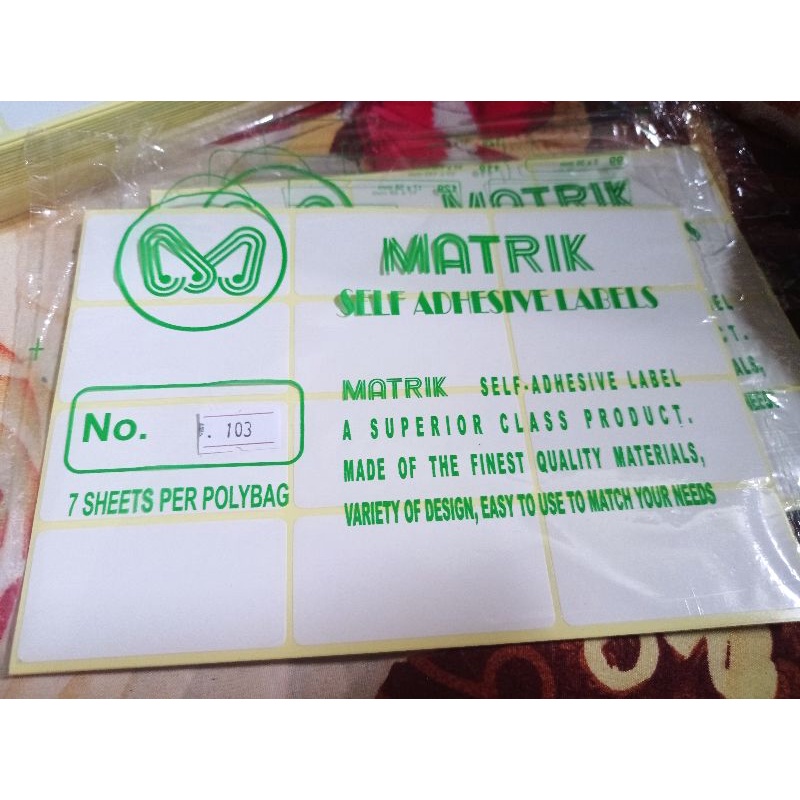 MATRIK
MATRIK
SELF ADHESIVE LABELS
No. . 103
7 SHEETS PER POLYBAG
MATRIK SELF-ADHESIVE LABEL
A SUPERIOR CLASS PRODUCT.
MADE OF THE FINEST QUALITY MATERIALS,
VARIETY OF DESIGN, EASY TO USE TO MATCH YOUR NEEDS